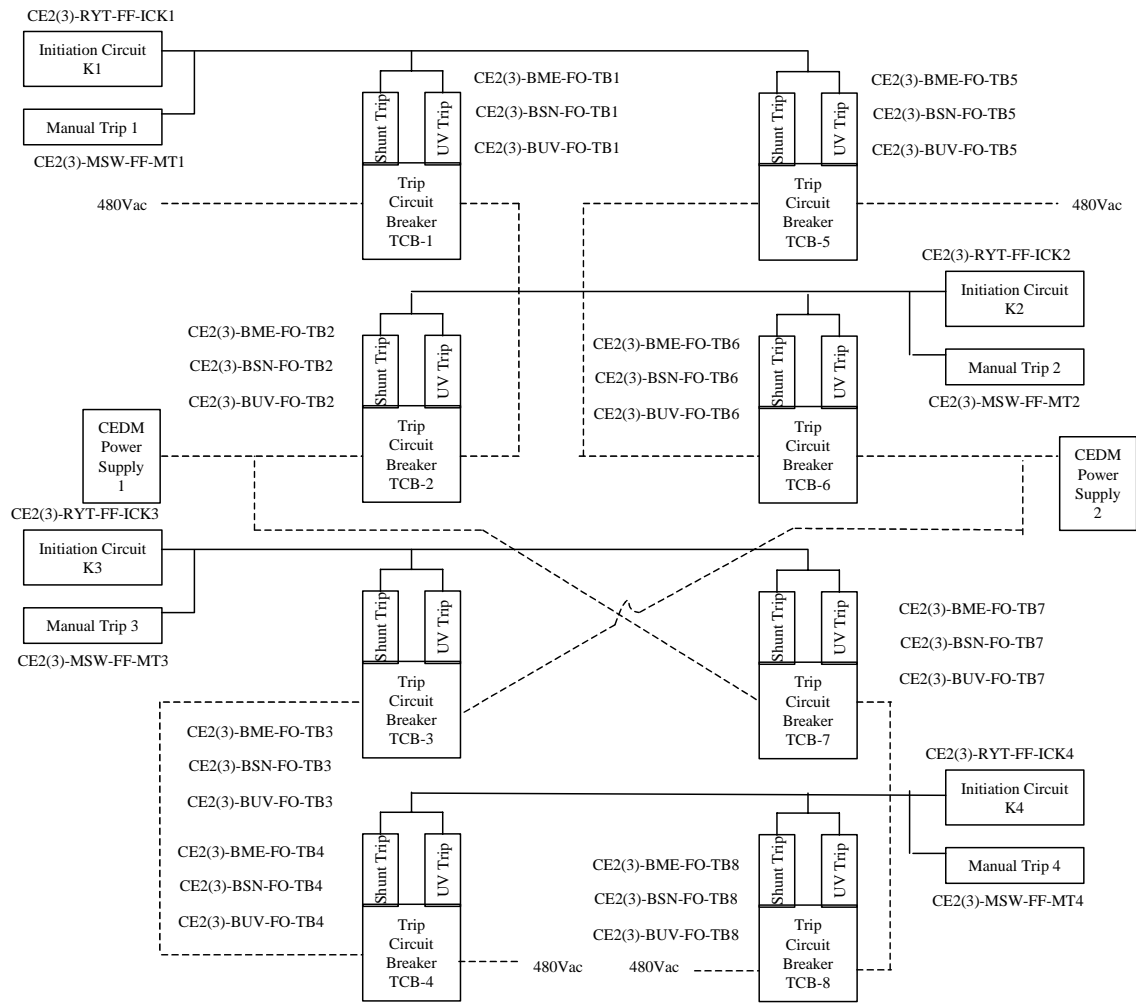 CE2(3)-RYT-FF-ICK1
Initiation Circuit
K1
Manual Trip 1
CE2(3)-MSW-FF-MT1
Shunt Trip
UV Trip
CE2(3)-BME-FO-TB1
CE2(3)-BSN-FO-TB1
CE2(3)-BUV-FO-TB1
Trip
Circuit
Breaker
TCB-1
480Vac
Shunt Trip
UV Trip
CE2(3)-BME-FO-TB5
CE2(3)-BSN-FO-TB5
CE2(3)-BUV-FO-TB5
Trip
Circuit
Breaker
TCB-5
480Vac
CE2(3)-RYT-FF-ICK2
Initiation Circuit
K2
Manual Trip 2
CE2(3)-MSW-FF-MT2
CE2(3)-BME-FO-TB2
CE2(3)-BSN-FO-TB2
CE2(3)-BUV-FO-TB2
Shunt Trip
UV Trip
Trip
Circuit
Breaker
TCB-2
CE2(3)-BME-FO-TB6
CE2(3)-BSN-FO-TB6
CE2(3)-BUV-FO-TB6
Shunt Trip
UV Trip
Trip
Circuit
Breaker
TCB-6
CEDM
Power
Supply
1
CEDM
Power
Supply
2
CE2(3)-RYT-FF-ICK3
Initiation Circuit
K3
Manual Trip 3
CE2(3)-MSW-FF-MT3
Shunt Trip
UV Trip
Trip
Circuit
Breaker
TCB-3
CE2(3)-BME-FO-TB3
CE2(3)-BSN-FO-TB3
CE2(3)-BUV-FO-TB3
Shunt Trip
UV Trip
CE2(3)-BME-FO-TB7
CE2(3)-BSN-FO-TB7
CE2(3)-BUV-FO-TB7
Trip
Circuit
Breaker
TCB-7
CE2(3)-RYT-FF-ICK4
Initiation Circuit
K4
Manual Trip 4
CE2(3)-MSW-FF-MT4
CE2(3)-BME-FO-TB4
CE2(3)-BSN-FO-TB4
CE2(3)-BUV-FO-TB4
Shunt Trip
UV Trip
Trip
Circuit
Breaker
TCB-4
480Vac
CE2(3)-BME-FO-TB8
CE2(3)-BSN-FO-TB8
CE2(3)-BUV-FO-TB8
Shunt Trip
UV Trip
480Vac
Trip
Circuit
Breaker
TCB-8